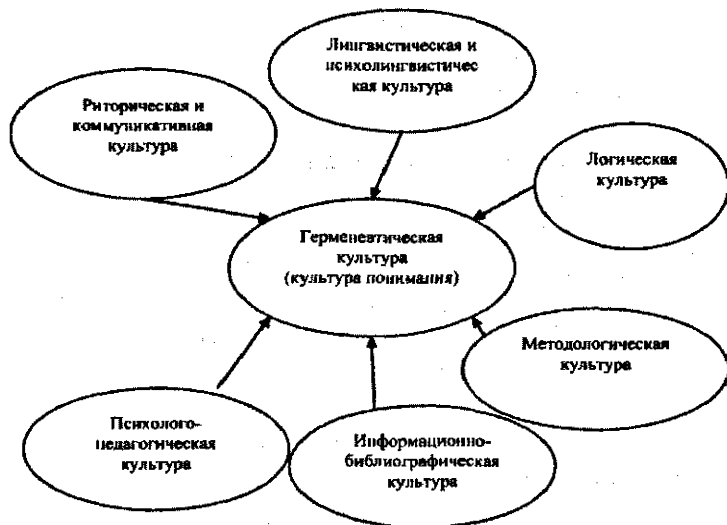 Лингвистическая и
психолингвистичес
кая культура
Риторическая и
коммуникативная
культура
Логическая
культура
Герменевтическая
культура
(культура понимания)
Методологическая
культура
Психолого-
педагогическая
культура
Информационно-
библиографическая
культура